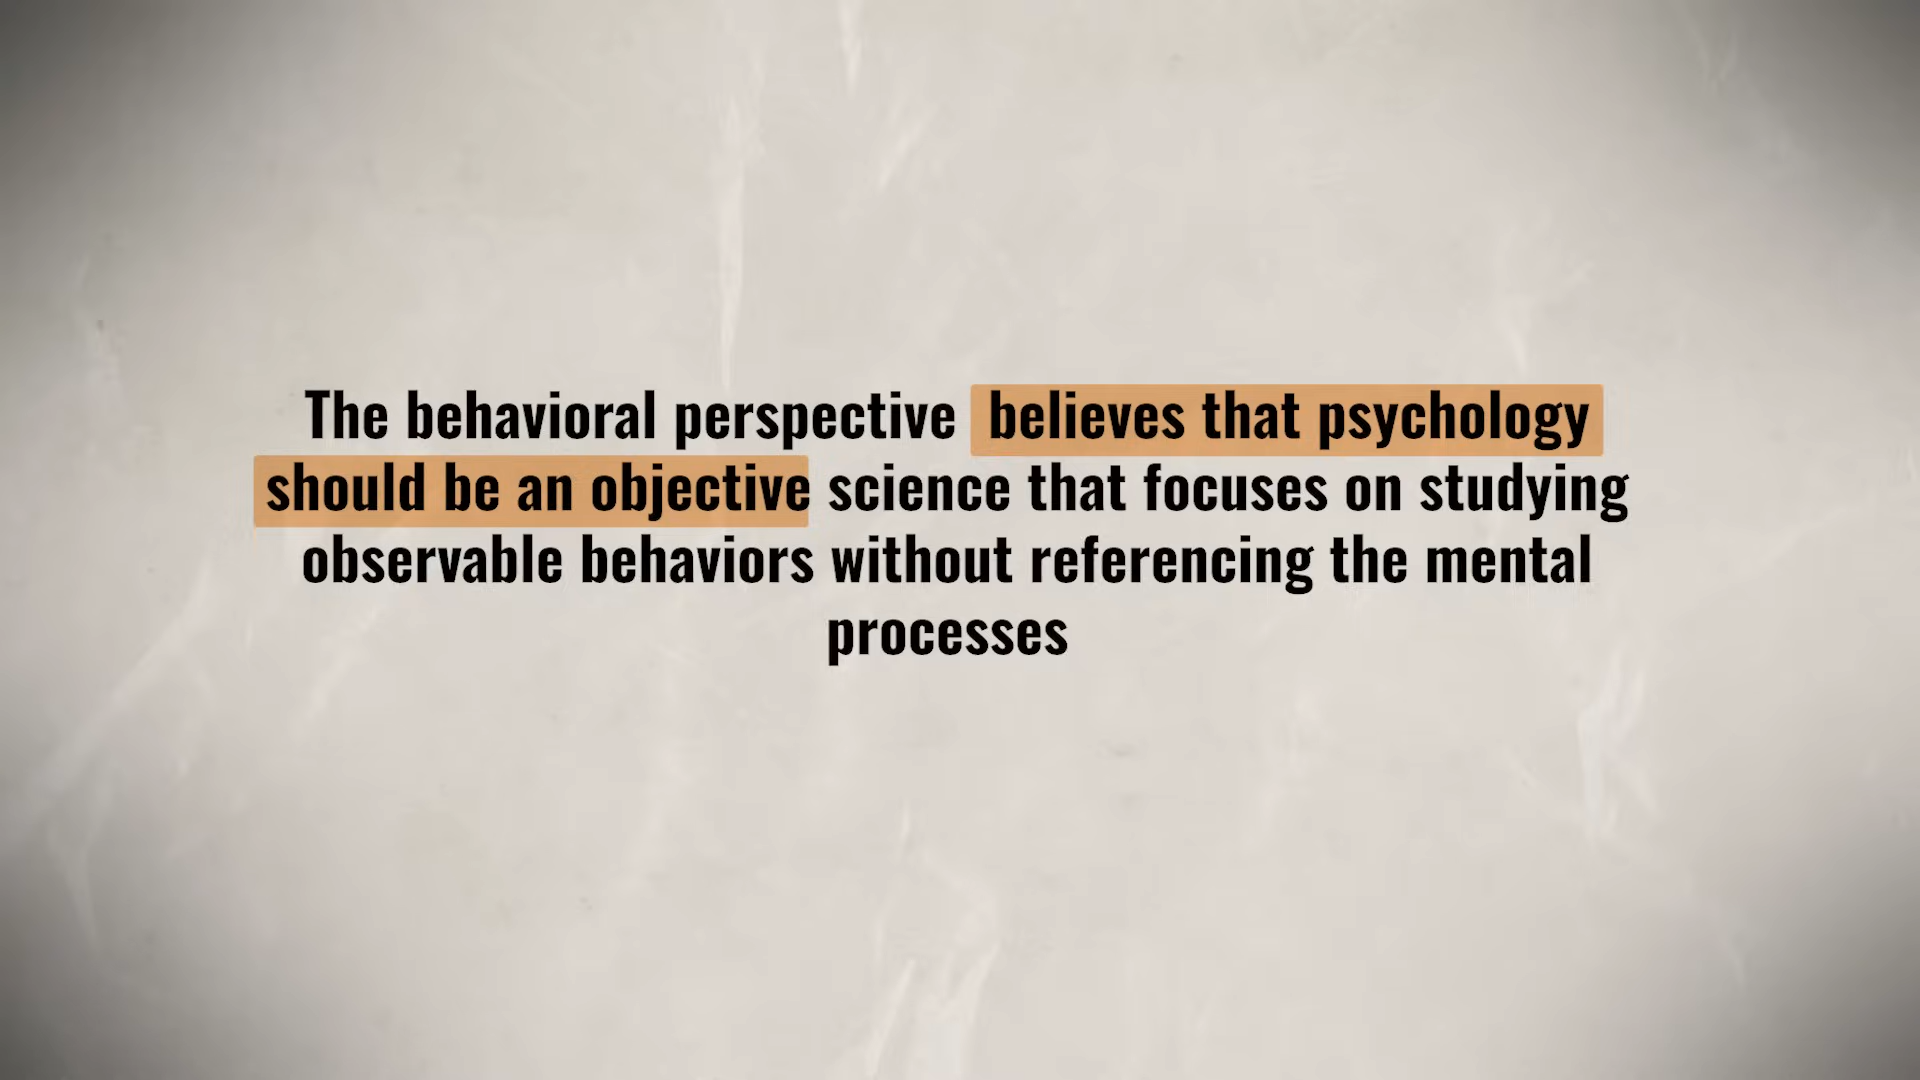 The behavioral perspective believes that psychology
should be an objective science that focuses on studying
observable behaviors without referencing the mental
processes